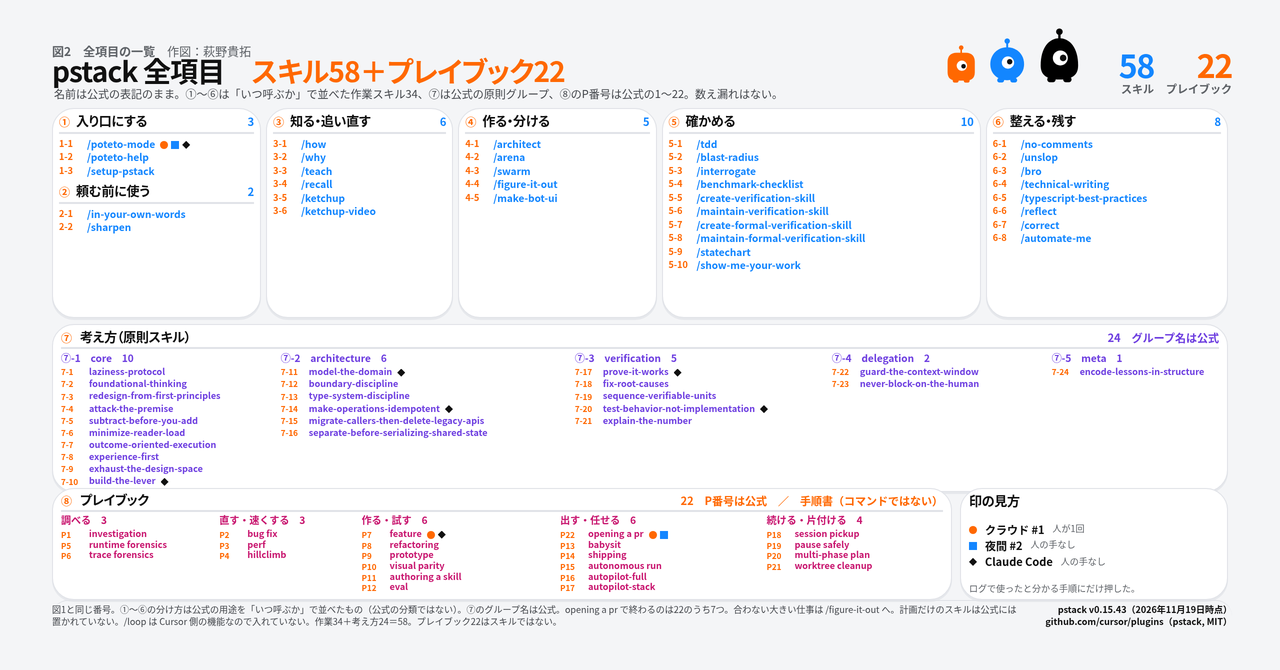 図2　全項目の一覧　作図：萩野貴拓
pstack 全項目　スキル58＋プレイブック22
名前は公式の表記のまま。①〜⑥は「いつ呼ぶか」で並べた作業スキル34、⑦は公式の原則グループ、⑧のP番号は公式の1〜22。数え漏れはない。
58 スキル
22 プレイブック
① 入り口にする 3
1-1 /poteto-mode
1-2 /poteto-help
1-3 /setup-pstack
② 頼む前に使う 2
2-1 /in-your-own-words
2-2 /sharpen
③ 知る・追い直す 6
3-1 /how
3-2 /why
3-3 /teach
3-4 /recall
3-5 /ketchup
3-6 /ketchup-video
④ 作る・分ける 5
4-1 /architect
4-2 /arena
4-3 /swarm
4-4 /figure-it-out
4-5 /make-bot-ui
⑤ 確かめる 10
5-1 /tdd
5-2 /blast-radius
5-3 /interrogate
5-4 /benchmark-checklist
5-5 /create-verification-skill
5-6 /maintain-verification-skill
5-7 /create-formal-verification-skill
5-8 /maintain-formal-verification-skill
5-9 /statechart
5-10 /show-me-your-work
⑥ 整える・残す 8
6-1 /no-comments
6-2 /unslop
6-3 /bro
6-4 /technical-writing
6-5 /typescript-best-practices
6-6 /reflect
6-7 /correct
6-8 /automate-me
⑦ 考え方（原則スキル） 24　グループ名は公式
⑦-1 core 10
7-1 laziness-protocol
7-2 foundational-thinking
7-3 redesign-from-first-principles
7-4 attack-the-premise
7-5 subtract-before-you-add
7-6 minimize-reader-load
7-7 outcome-oriented-execution
7-8 experience-first
7-9 exhaust-the-design-space
7-10 build-the-lever
⑦-2 architecture 6
7-11 model-the-domain
7-12 boundary-discipline
7-13 type-system-discipline
7-14 make-operations-idempotent
7-15 migrate-callers-then-delete-legacy-apis
7-16 separate-before-serializing-shared-state
⑦-3 verification 5
7-17 prove-it-works
7-18 fix-root-causes
7-19 sequence-verifiable-units
7-20 test-behavior-not-implementation
7-21 explain-the-number
⑦-4 delegation 2
7-22 guard-the-context-window
7-23 never-block-on-the-human
⑦-5 meta 1
7-24 encode-lessons-in-structure
⑧ プレイブック 22　P番号は公式　／　手順書（コマンドではない）
調べる 3
P1 investigation
P5 runtime forensics
P6 trace forensics
直す・速くする 3
P2 bug fix
P3 perf
P4 hillclimb
作る・試す 6
P7 feature
P8 refactoring
P9 prototype
P10 visual parity
P11 authoring a skill
P12 eval
出す・任せる 6
P22 opening a pr
P13 babysit
P14 shipping
P15 autonomous run
P16 autopilot-full
P17 autopilot-stack
続ける・片付ける 4
P18 session pickup
P19 pause safely
P20 multi-phase plan
P21 worktree cleanup
印の見方
クラウド #1　人が1回
夜間 #2　人の手なし
Claude Code　人の手なし
ログで使ったと分かる手順にだけ押した。
図1と同じ番号。①〜⑥の分け方は公式の用途を「いつ呼ぶか」で並べたもの（公式の分類ではない）。⑦のグループ名は公式。opening a pr で終わるのは22のうち7つ。合わない大きい仕事は /figure-it-out へ。計画だけのスキルは公式には
置かれていない。/loop は Cursor 側の機能なので入れていない。作業34＋考え方24＝58。プレイブック22はスキルではない。
pstack v0.15.43（2026年11月19日時点）
github.com/cursor/plugins（pstack, MIT）